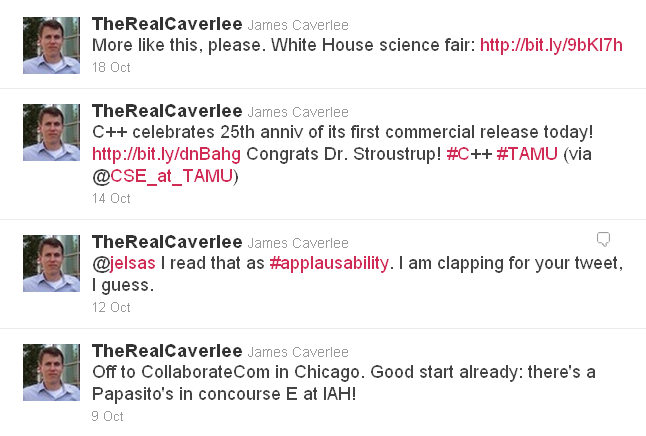 TheRealCaverlee James Caverlee
More like this, please. White House science fair: http://bit.ly/9bKl7h
18 Oct
TheRealCaverlee James Caverlee
C++ celebrates 25th anniv of its first commercial release today!
http://bit.ly/dnBahg Congrats Dr. Stroustrup! #C++ #TAMU (via
@CSE_at_TAMU)
14 Oct
TheRealCaverlee James Caverlee
@jelsas I read that as #applausability. I am clapping for your tweet,
I guess.
12 Oct
TheRealCaverlee James Caverlee
Off to CollaborateCom in Chicago. Good start already: there's a
Papasito's in concourse E at IAH!
9 Oct